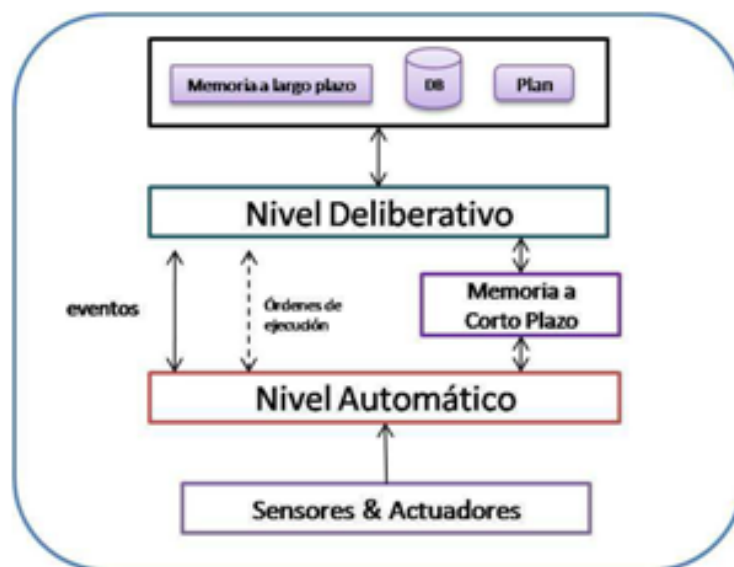 Memoria a largo plazo
DB
Plan
Nivel Deliberativo
eventos
Órdenes de
ejecución
Memoria a
Corto Plazo
Nivel Automático
Sensores & Actuadores